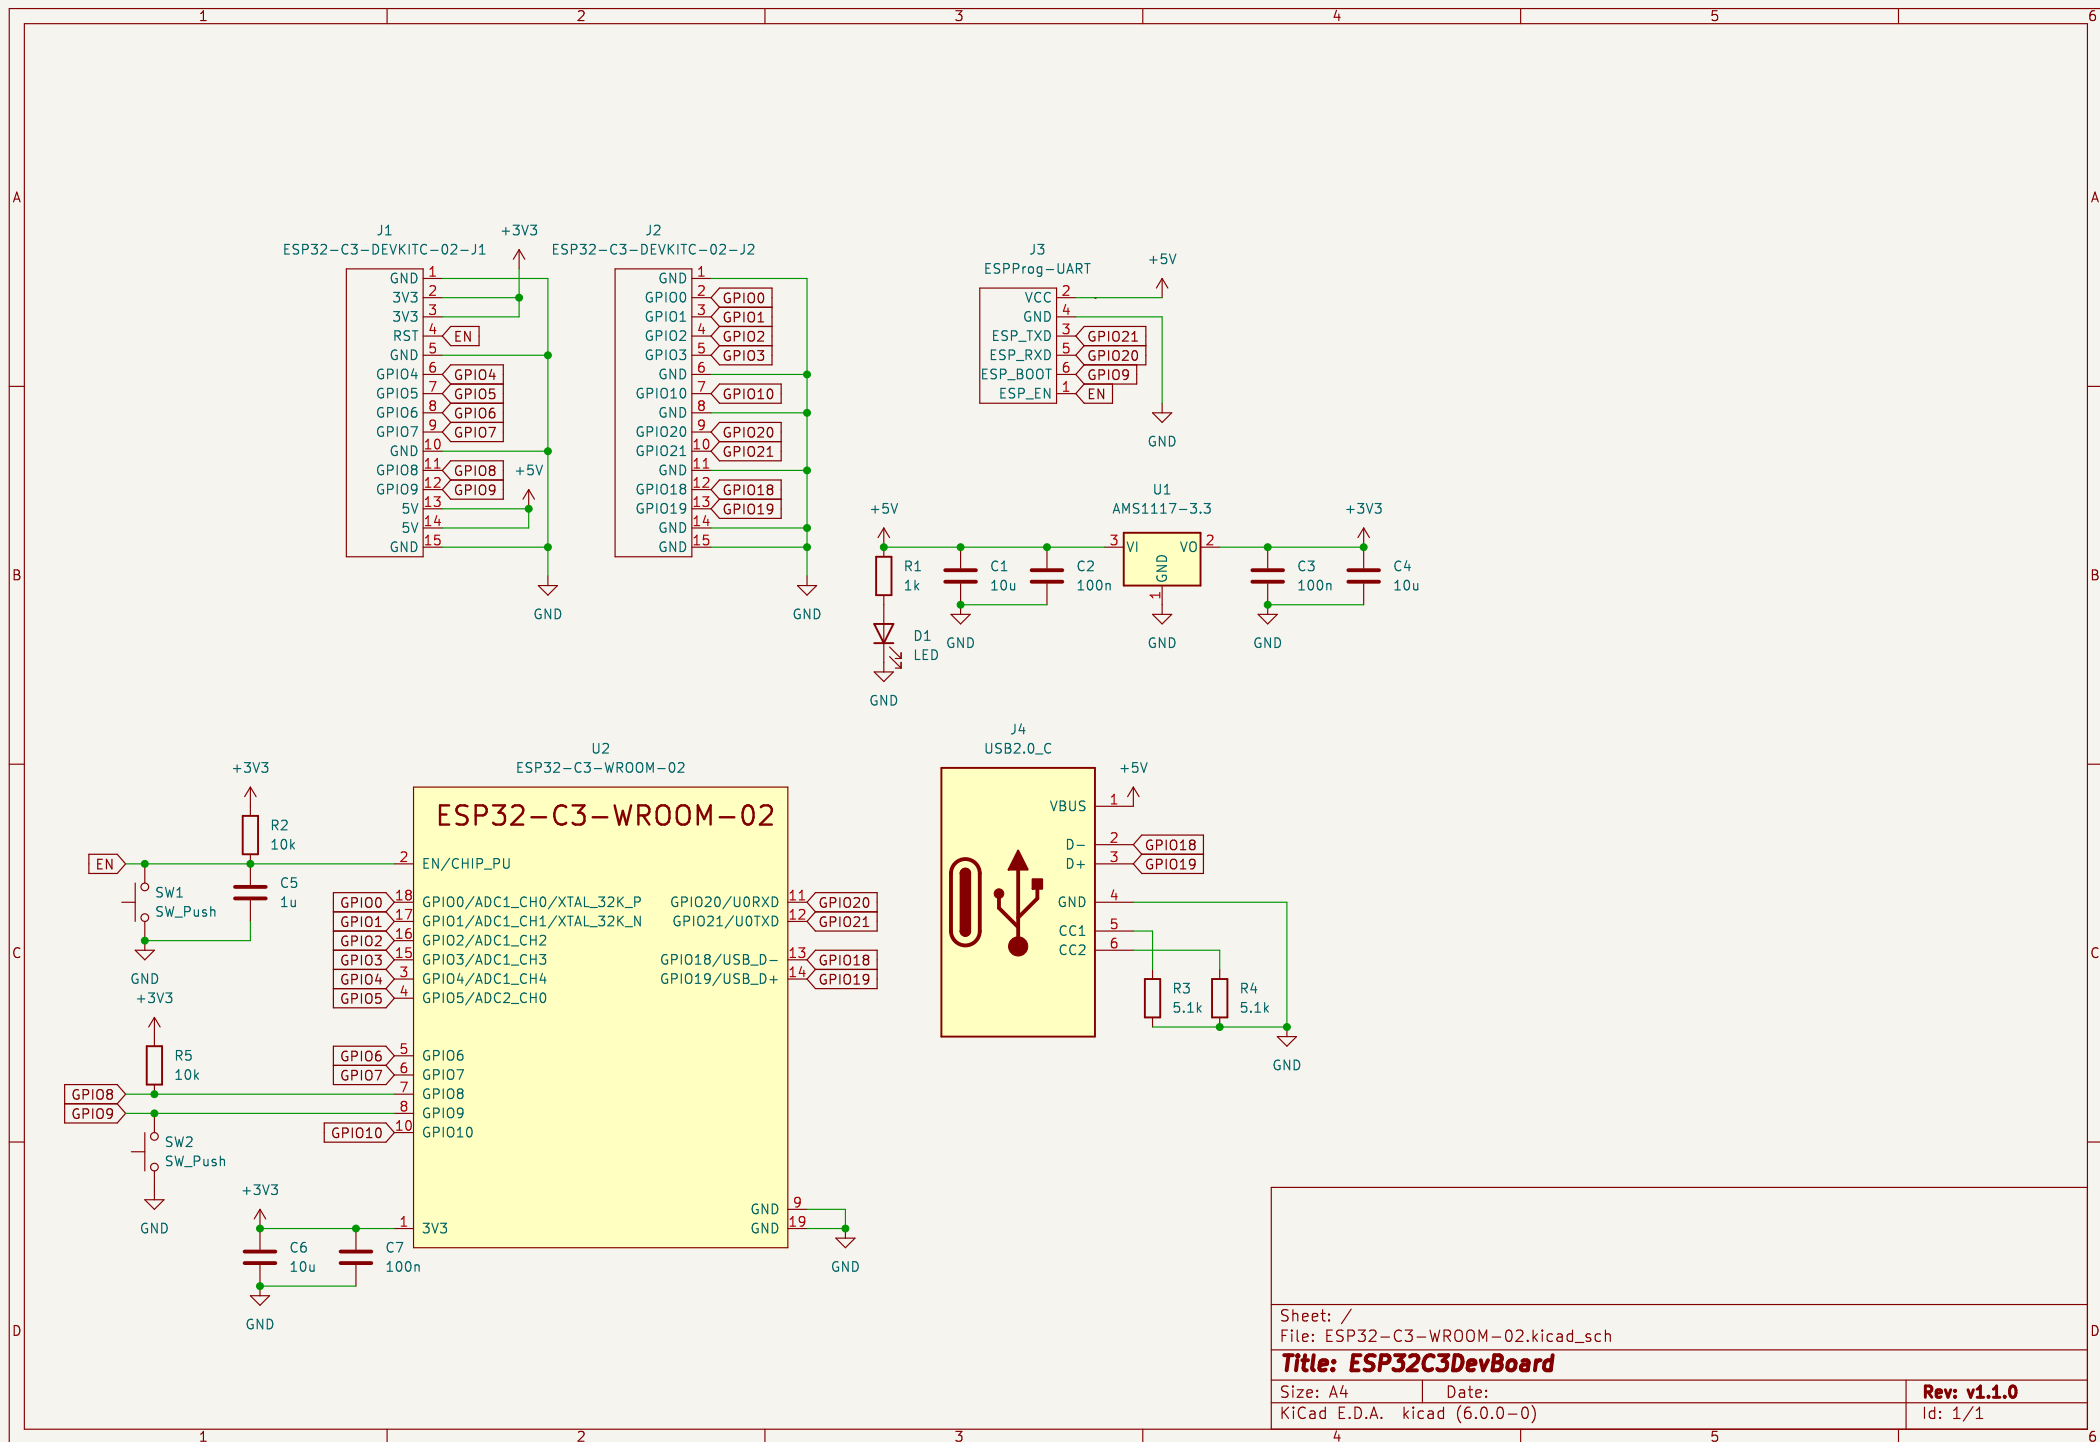 1 2 3 4 5 6
A A
B B
C C
D D
J1
ESP32-C3-DEVKITC-02-J1
+3V3
GND 1
3V3 2
3V3 3
RST 4 EN
GND 5
GPIO4 6 GPIO4
GPIO5 7 GPIO5
GPIO6 8 GPIO6
GPIO7 9 GPIO7
GND 10
GPIO8 11 GPIO8
+5V
GPIO9 12 GPIO9
5V 13
5V 14
GND 15
GND
J2
ESP32-C3-DEVKITC-02-J2
GND 1
GPIO0 2 GPIO0
GPIO1 3 GPIO1
GPIO2 4 GPIO2
GPIO3 5 GPIO3
GND 6
GPIO10 7 GPIO10
GND 8
GPIO20 9 GPIO20
GPIO21 10 GPIO21
GND 11
GPIO18 12 GPIO18
GPIO19 13 GPIO19
GND 14
GND 15
GND
J3
ESPProg-UART
+5V
VCC 2
GND 4
ESP_TXD 3 GPIO21
ESP_RXD 5 GPIO20
ESP_BOOT 6 GPIO9
ESP_EN 1 EN
GND
U1
AMS1117-3.3
+5V
+3V3
3 VI VO 2
GND
1
R1
1k
C1
10u
C2
100n
C3
100n
C4
10u
D1
LED
GND
GND
GND
GND
U2
ESP32-C3-WROOM-02
ESP32-C3-WROOM-02
+3V3
R2
10k
EN
2 EN/CHIP_PU
SW1
SW_Push
C5
1u
GND
GPIO0 18 GPIO0/ADC1_CH0/XTAL_32K_P
GPIO1 17 GPIO1/ADC1_CH1/XTAL_32K_N
GPIO2 16 GPIO2/ADC1_CH2
GPIO3 15 GPIO3/ADC1_CH3
GPIO4 3 GPIO4/ADC1_CH4
GPIO5 4 GPIO5/ADC2_CH0
GPIO20/U0RXD 11 GPIO20
GPIO21/U0TXD 12 GPIO21
GPIO18/USB_D- 13 GPIO18
GPIO19/USB_D+ 14 GPIO19
+3V3
R5
10k
GPIO6 5 GPIO6
GPIO7 6 GPIO7
GPIO8 7 GPIO8
GPIO9 8 GPIO9
GPIO10 10 GPIO10
SW2
SW_Push
GND
+3V3
1 3V3
C6
10u
C7
100n
GND
GND 9
GND 19
GND
J4
USB2.0_C
+5V
VBUS 1
D- 2 GPIO18
D+ 3 GPIO19
GND 4
CC1 5
CC2 6
R3
5.1k
R4
5.1k
GND
Sheet: /
File: ESP32-C3-WROOM-02.kicad_sch
Title: ESP32C3DevBoard
Size: A4 Date: Rev: v1.1.0
KiCad E.D.A. kicad (6.0.0-0) Id: 1/1
1 2 3 4 5 6